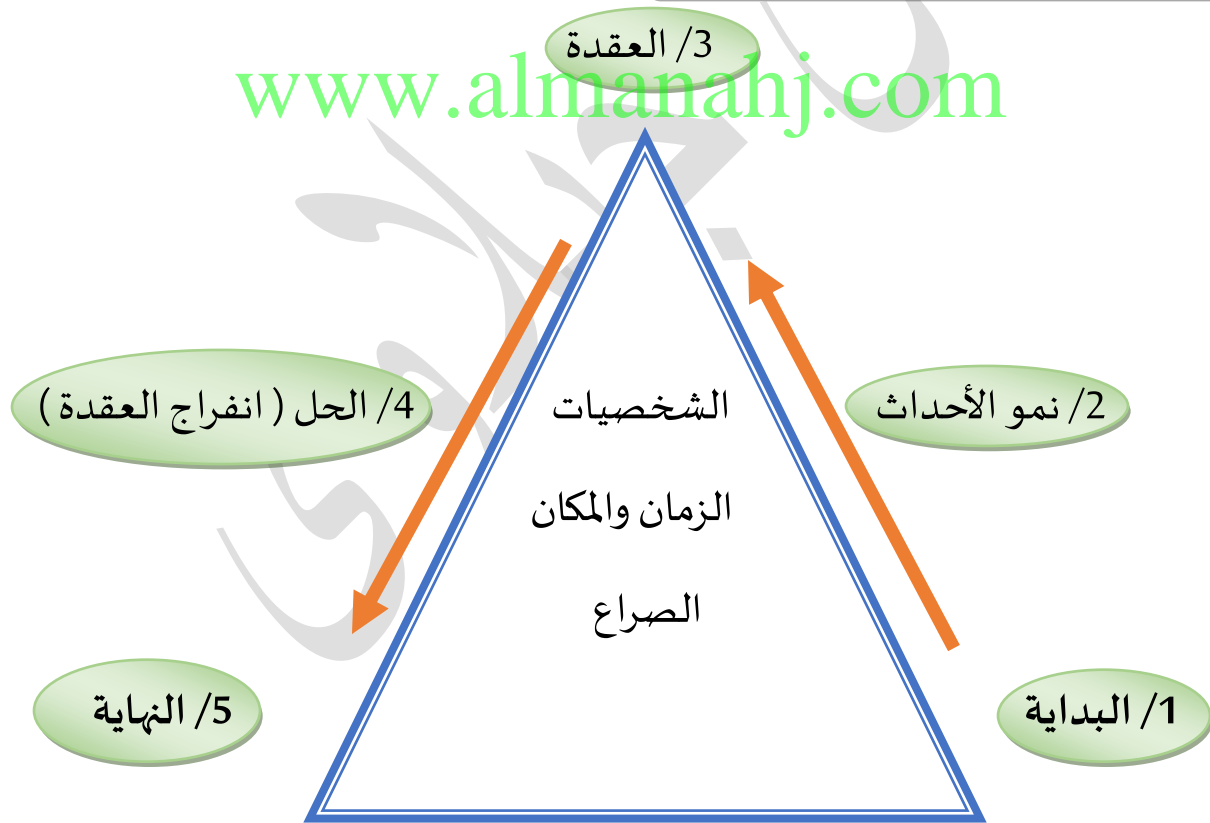 3/ العقدة
www.almanahj.com
2/ نمو الأحداث
الشخصيات
4/ الحل ( انفراج العقدة )
الزمان والمكان
الصراع
1/ البداية
5/ النهاية